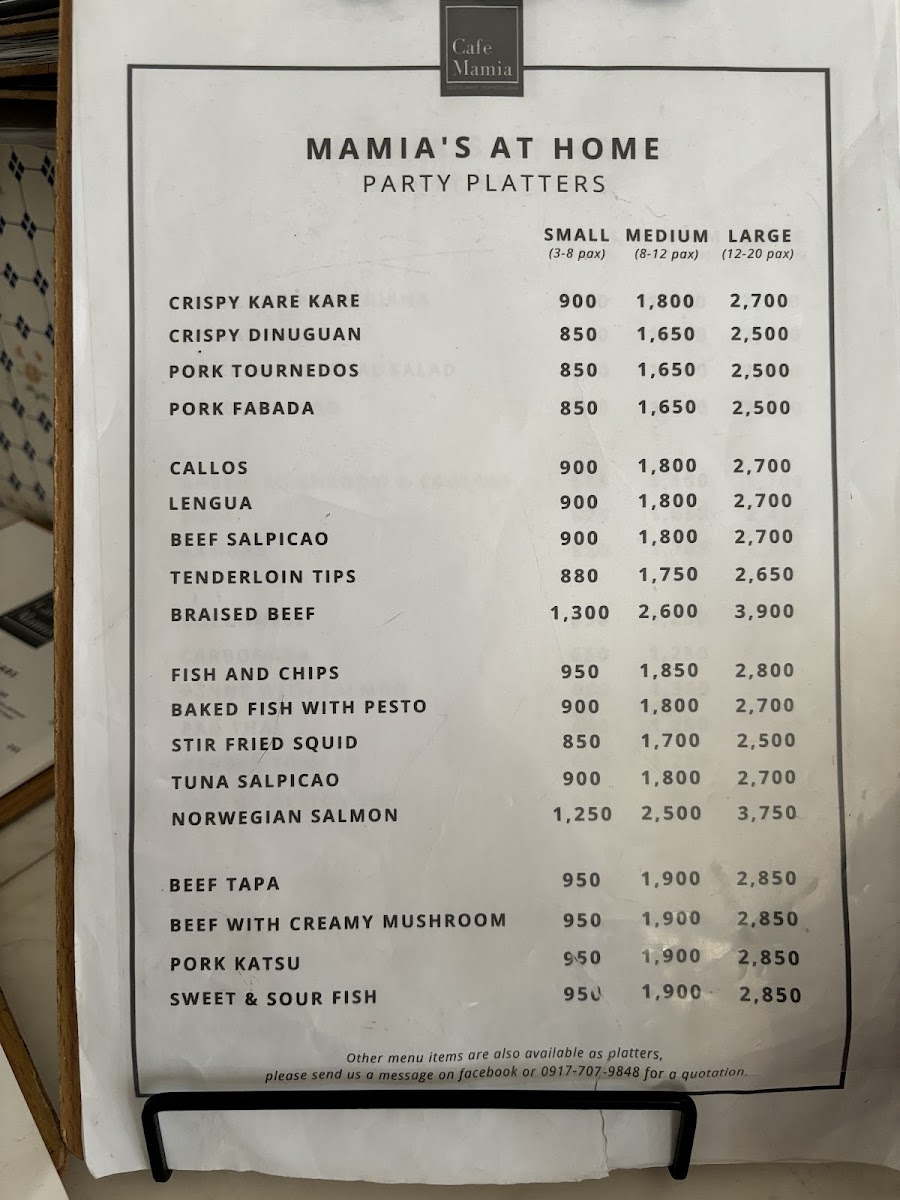 Cafe
Mamia
MAMIA'S AT HOME
PARTY PLATTERS
SMALL MEDIUM LARGE
(3-8 pax) (8-12 pax) (12-20 pax)
CRISPY KARE KARE 900 1,800 2,700
CRISPY DINUGUAN 850 1,650 2,500
PORK TOURNEDOS 850 1,650 2,500
PORK FABADA 850 1,650 2,500
CALLOS 900 1,800 2,700
LENGUA 900 1,800 2,700
BEEF SALPICAO 900 1,800 2,700
TENDERLOIN TIPS 880 1,750 2,650
BRAISED BEEF 1,300 2,600 3,900
FISH AND CHIPS 950 1,850 2,800
BAKED FISH WITH PESTO 900 1,800 2,700
STIR FRIED SQUID 850 1,700 2,500
TUNA SALPICAO 900 1,800 2,700
NORWEGIAN SALMON 1,250 2,500 3,750
BEEF TAPA 950 1,900 2,850
BEEF WITH CREAMY MUSHROOM 950 1,900 2,850
PORK KATSU 950 1,900 2,850
SWEET & SOUR FISH 950 1,900 2,850
Other menu items are also available as platters,
please send us a message on facebook or 0917-707-9848 for a quotation.